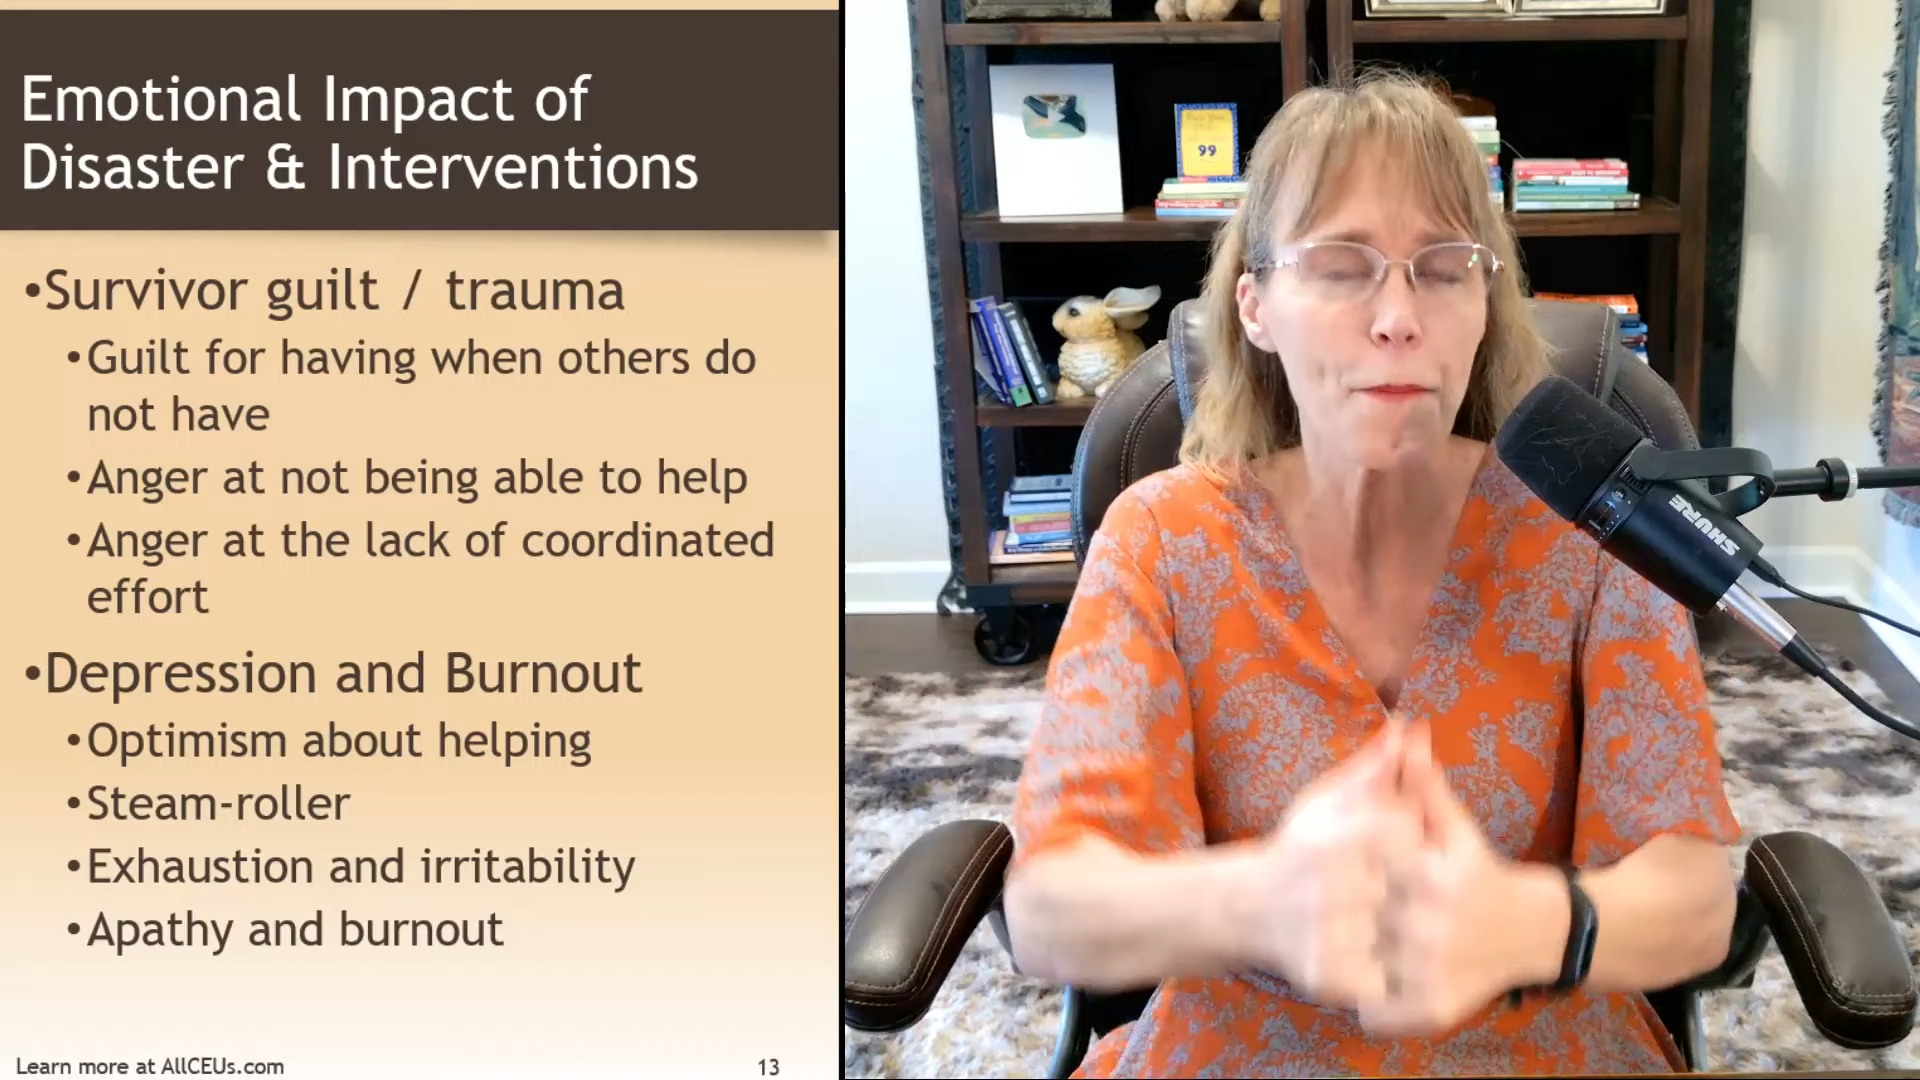 Emotional Impact of
Disaster & Interventions
•Survivor guilt / trauma
•Guilt for having when others do
not have
•Anger at not being able to help
•Anger at the lack of coordinated
effort
•Depression and Burnout
•Optimism about helping
•Steam-roller
•Exhaustion and irritability
•Apathy and burnout
Learn more at AllCEUs.com
13
99
SHURE